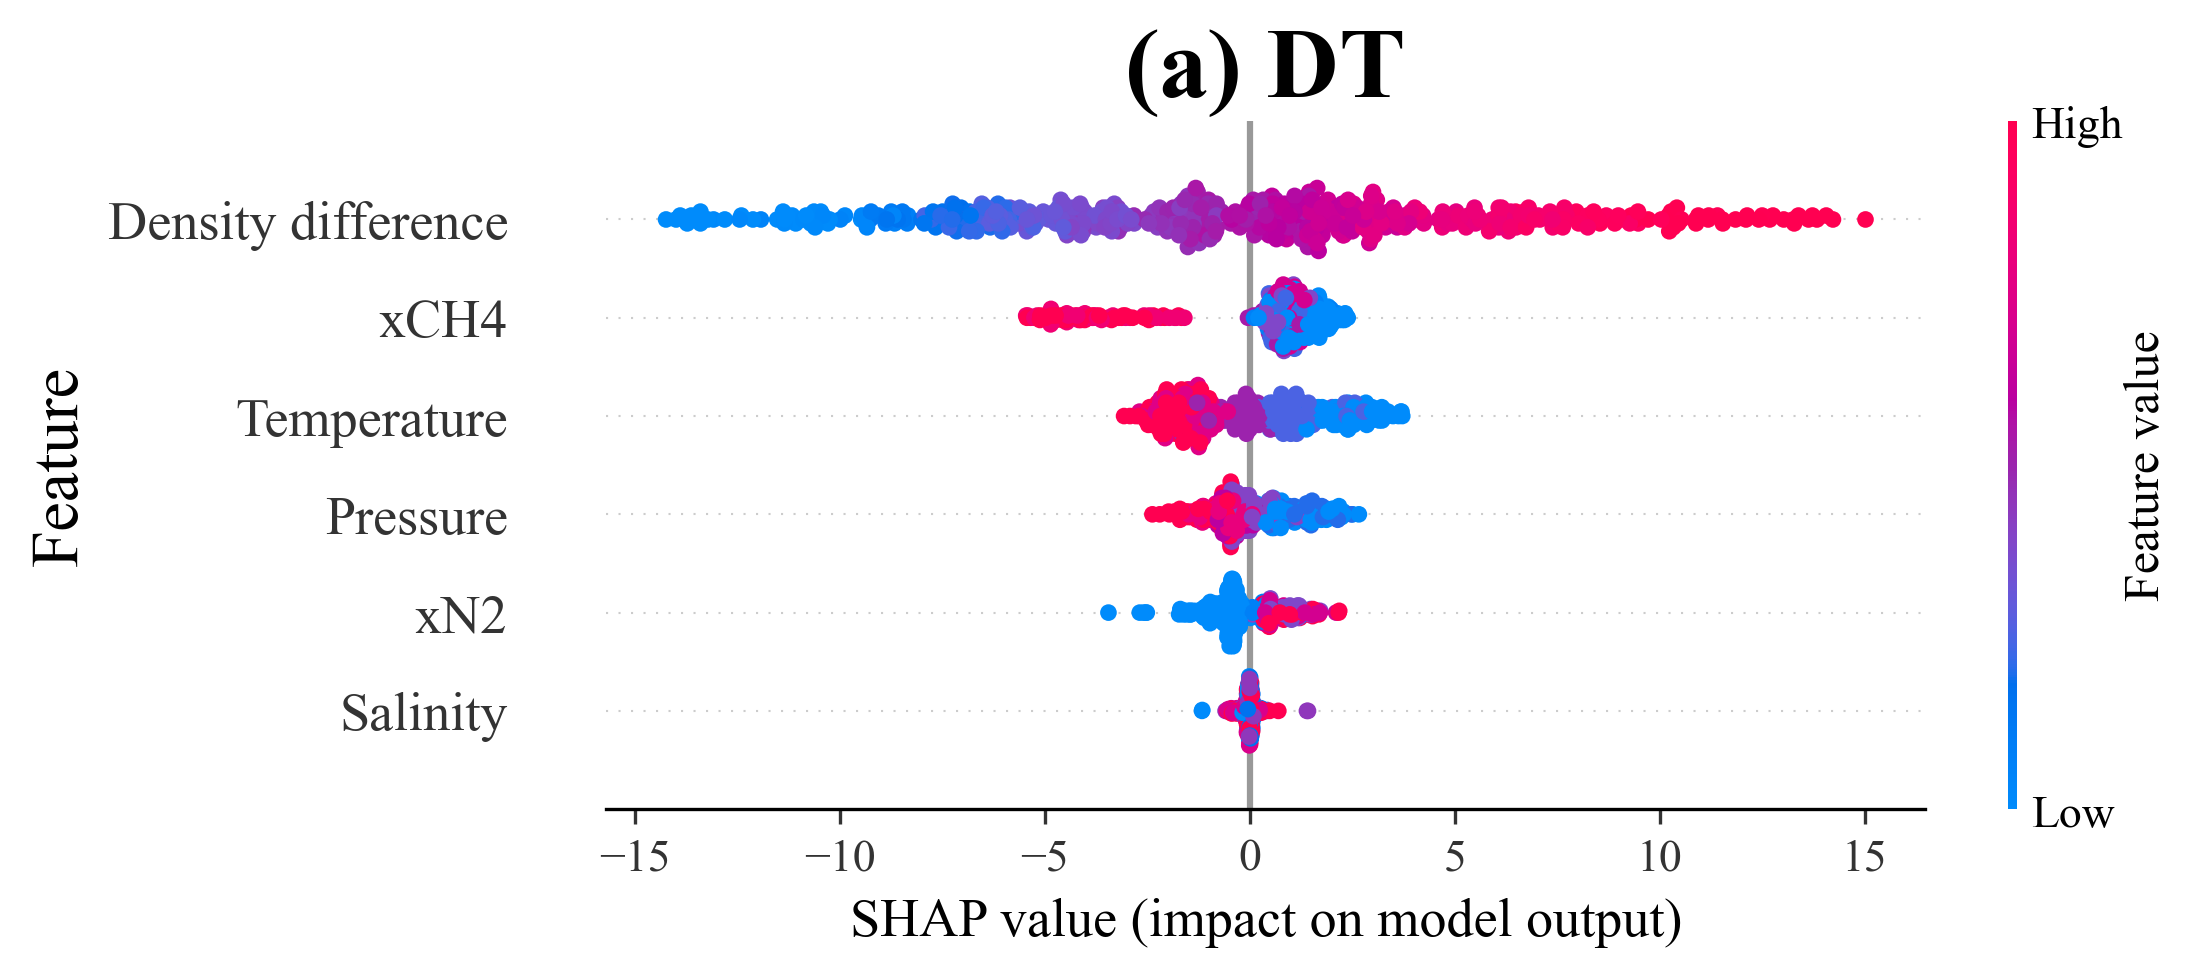 (a) DT
High
Density difference
xCH4
Temperature
Pressure
xN2
Salinity
Feature
Feature value
Low
−15 −10 −5 0 5 10 15
SHAP value (impact on model output)